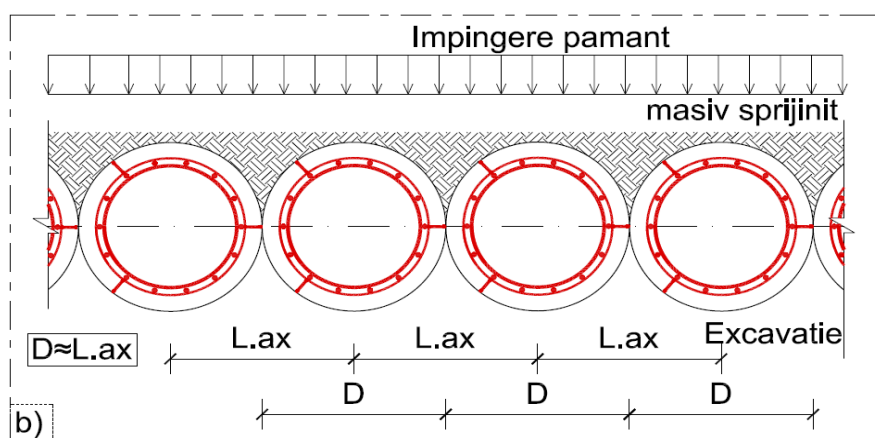 Impingere pamant
masiv sprijinit
Excavatie
D≈L.ax
L.ax
L.ax
L.ax
D
D
D
b)